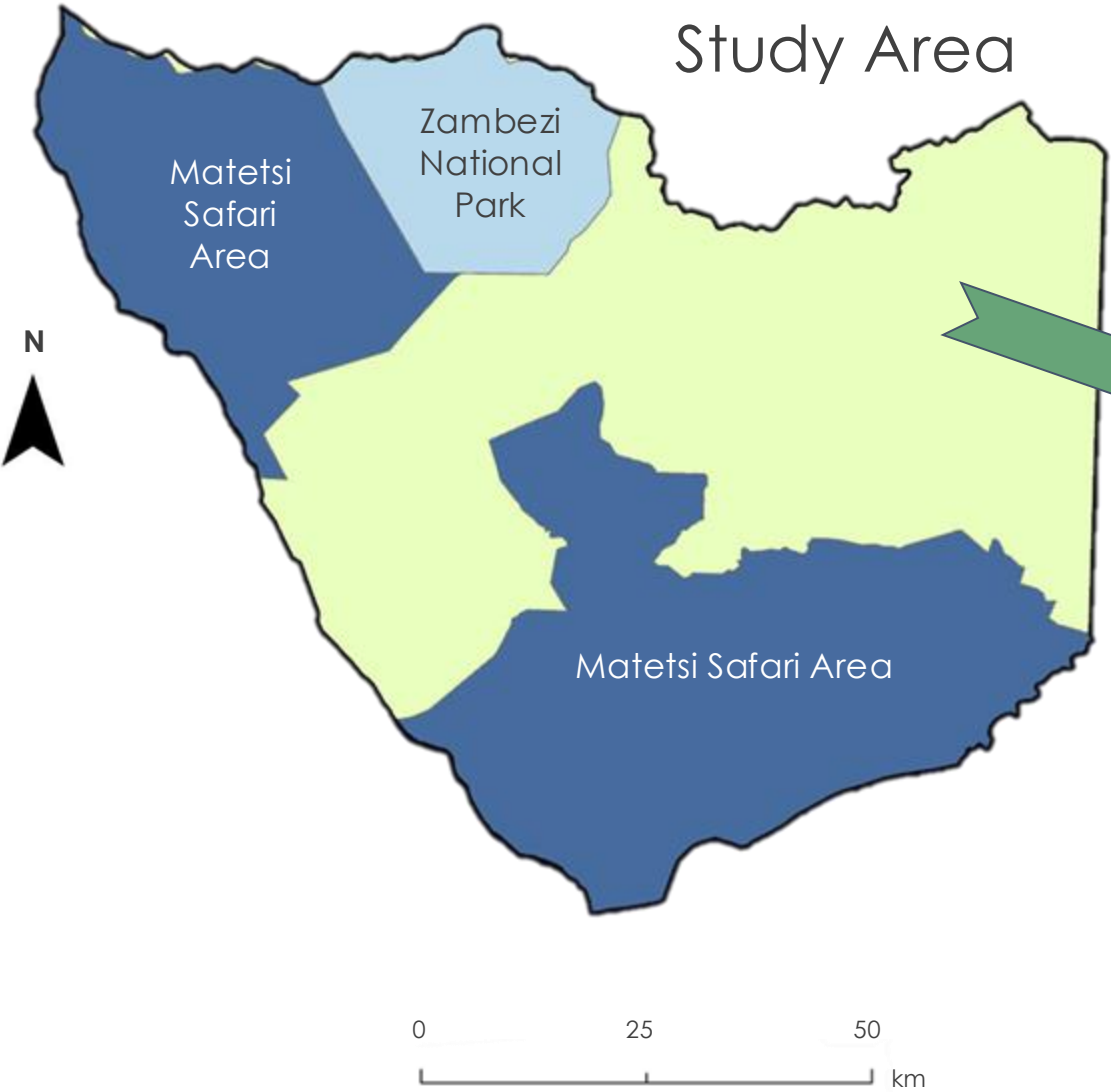 Study Area
Zambezi
National
Park
Matetsi
Safari
Area
N
Matetsi Safari Area
0 25 50
km